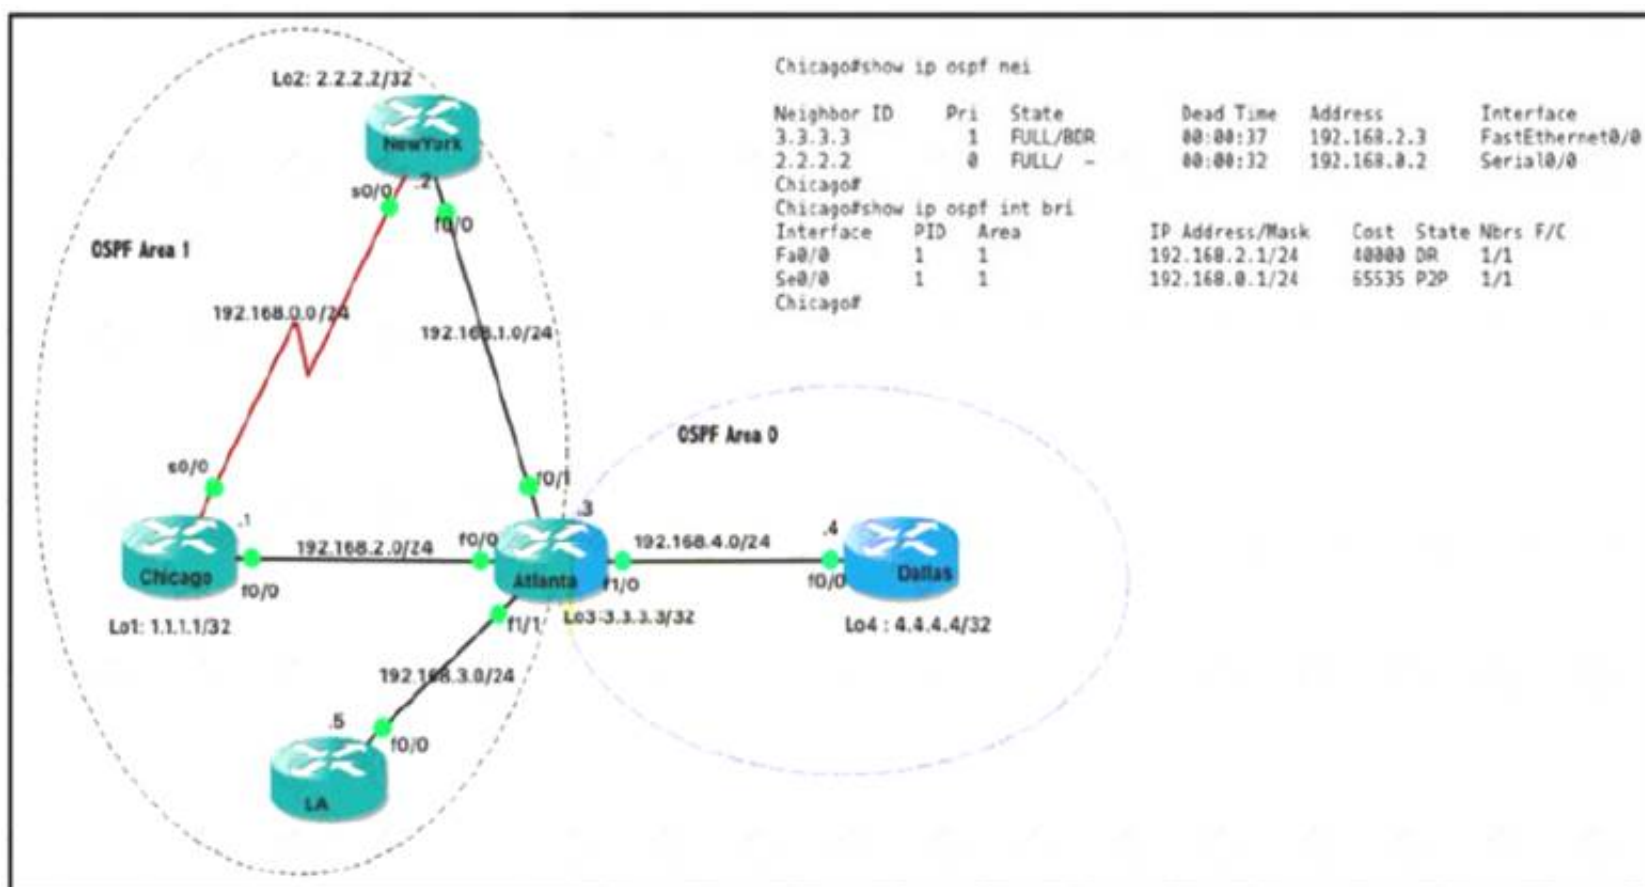 Lo2: 2.2.2.2/32
NewYork
s0/0
.2
f0/0
OSPF Area 1
192.168.0.0/24
192.168.1.0/24
s0/0
f0/1
.1
192.168.2.0/24
f0/0
.3
Chicago
f0/0
Lo1: 1.1.1.1/32
Atlanta
f1/0
Lo3:3.3.3.3/32
f1/1
192.168.3.0/24
.5
f0/0
LA
OSPF Area 0
192.168.4.0/24
.4
f0/0
Dallas
Lo4 : 4.4.4.4/32
Chicago#show ip ospf nei
Neighbor ID Pri State Dead Time Address Interface
3.3.3.3 1 FULL/BDR 00:00:37 192.168.2.3 FastEthernet0/0
2.2.2.2 0 FULL/ - 00:00:32 192.168.0.2 Serial0/0
Chicago#
Chicago#show ip ospf int bri
Interface PID Area IP Address/Mask Cost State Nbrs F/C
Fa0/0 1 1 192.168.2.1/24 40000 DR 1/1
Se0/0 1 1 192.168.0.1/24 65535 P2P 1/1
Chicago#